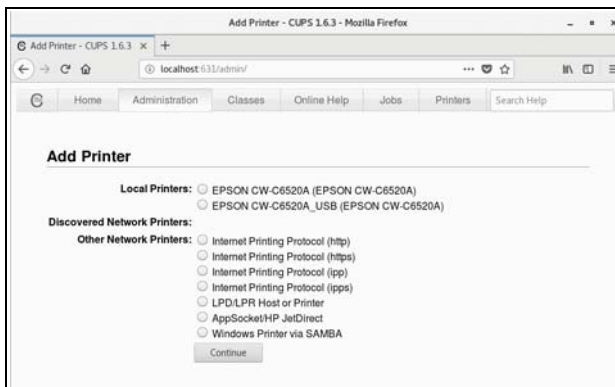 Add Printer - CUPS 1.6.3 - Mozilla Firefox
Add Printer - CUPS 1.6.3
localhost:631/admin/
Home Administration Classes Online Help Jobs Printers Search Help
Add Printer
Local Printers: EPSON CW-C6520A (EPSON CW-C6520A)
EPSON CW-C6520A_USB (EPSON CW-C6520A)
Discovered Network Printers:
Other Network Printers: Internet Printing Protocol (http)
Internet Printing Protocol (https)
Internet Printing Protocol (ipp)
Internet Printing Protocol (ipps)
LPD/LPR Host or Printer
AppSocket/HP JetDirect
Windows Printer via SAMBA
Continue